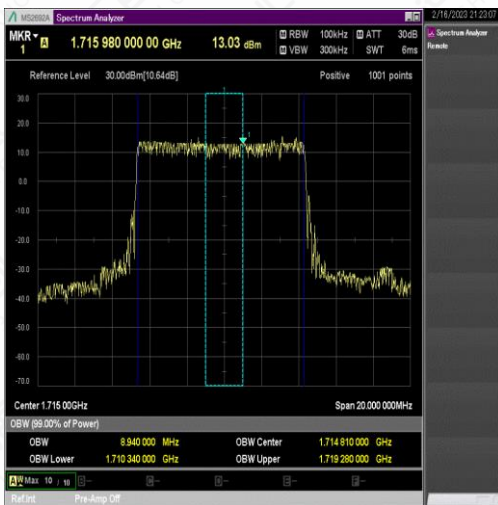 MS2692A Spectrum Analyzer
2/16/2023 21:23:07
MKR 1 A 1.715 980 000 00 GHz 13.03 dBm
RBW 100kHz ATT 30dB
VBW 300kHz SWT 6ms
Spectrum Analyzer
Remote
Reference Level 30.00dBm[10.64dB] Positive 1001 points
30.0
20.0
10.0
0.0
-10.0
-20.0
-30.0
-40.0
-50.0
-60.0
-70.0
Center 1.715 00GHz Span 20.000 000MHz
OBW (99.00% of Power)
OBW 8.940 000 MHz OBW Center 1.714 810 000 GHz
OBW Lower 1.710 340 000 GHz OBW Upper 1.719 280 000 GHz
A Max 10 / 10
Ref.Int Pre-Amp Off